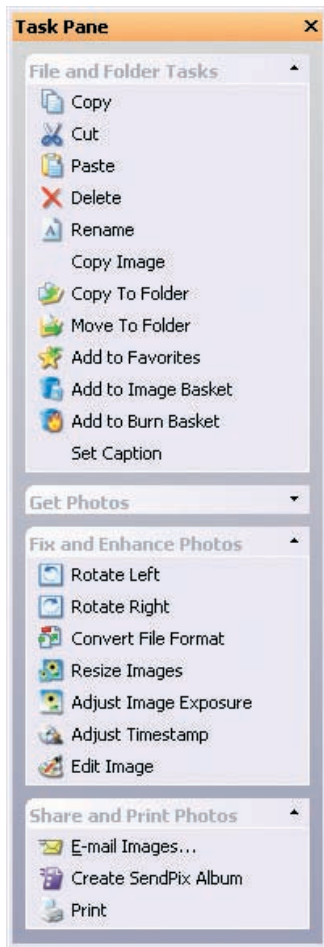 Task Pane
File and Folder Tasks
Copy
Cut
Paste
Delete
Rename
Copy Image
Copy To Folder
Move To Folder
Add to Favorites
Add to Image Basket
Add to Burn Basket
Set Caption
Get Photos
Fix and Enhance Photos
Rotate Left
Rotate Right
Convert File Format
Resize Images
Adjust Image Exposure
Adjust Timestamp
Edit Image
Share and Print Photos
E-mail Images...
Create SendPix Album
Print